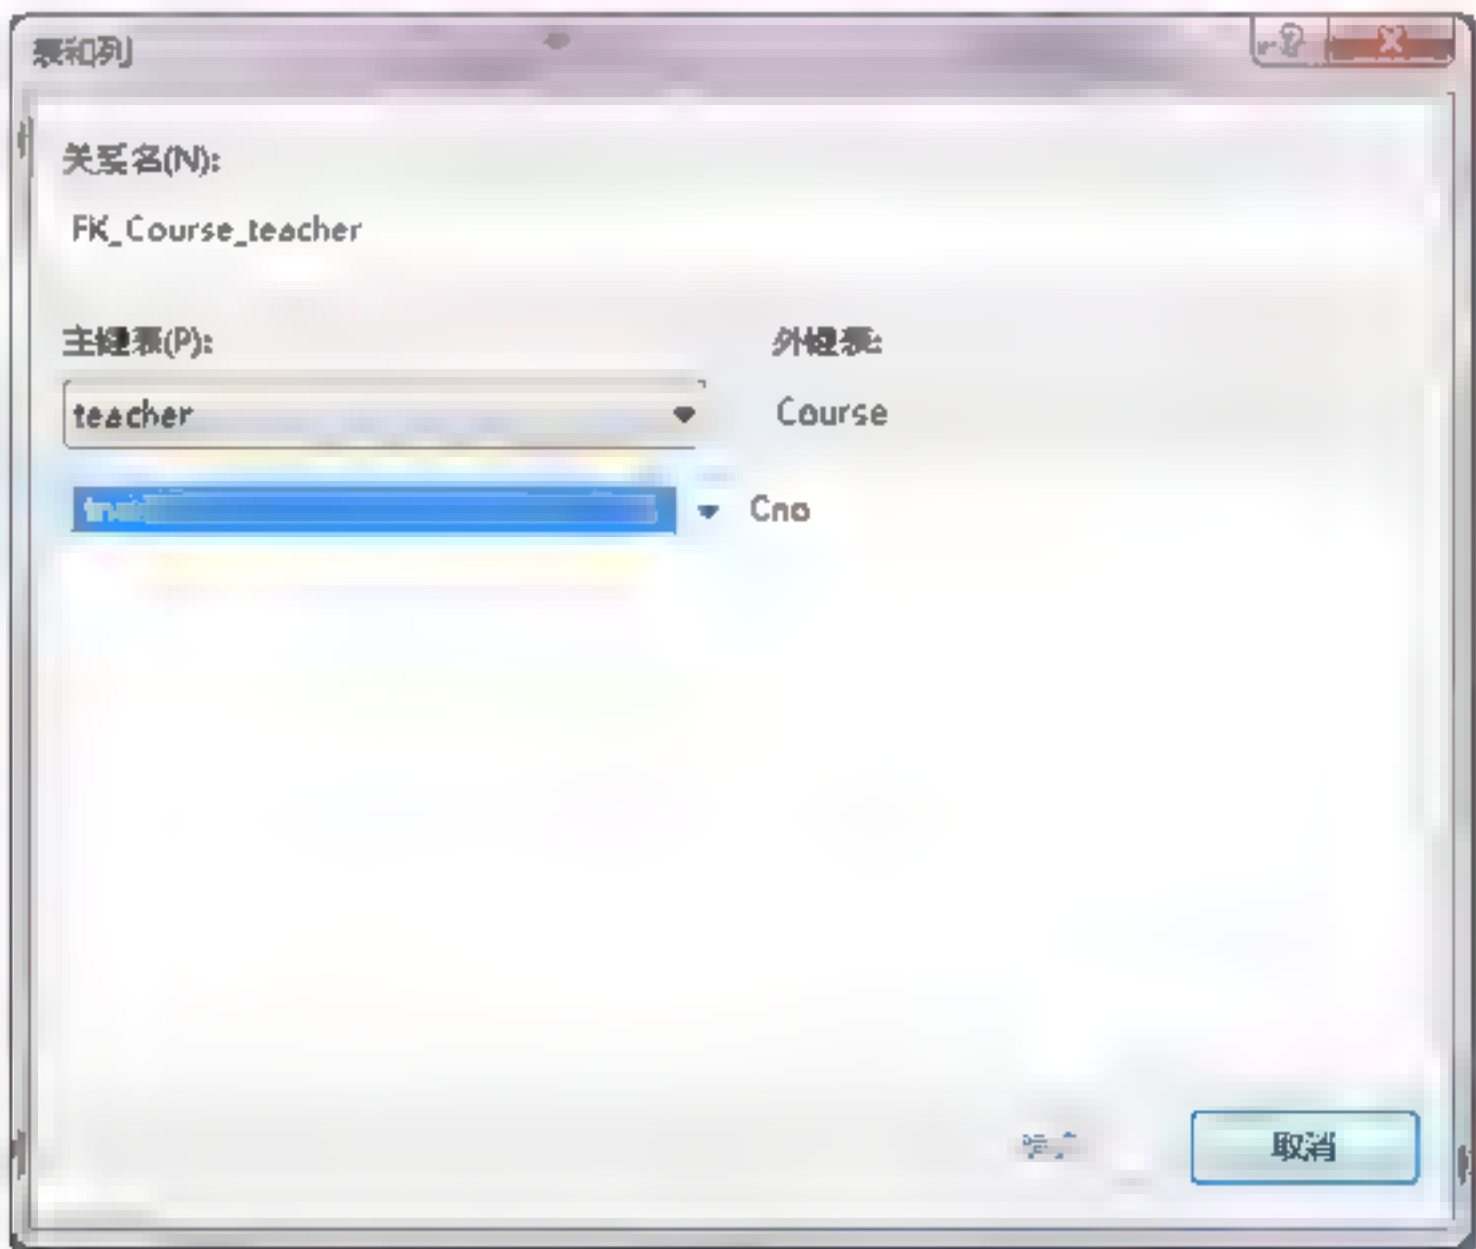 表和列
关系名(N):
FK_Course_teacher
主键表(P):
外键表:
teacher
Course
Cno
取消